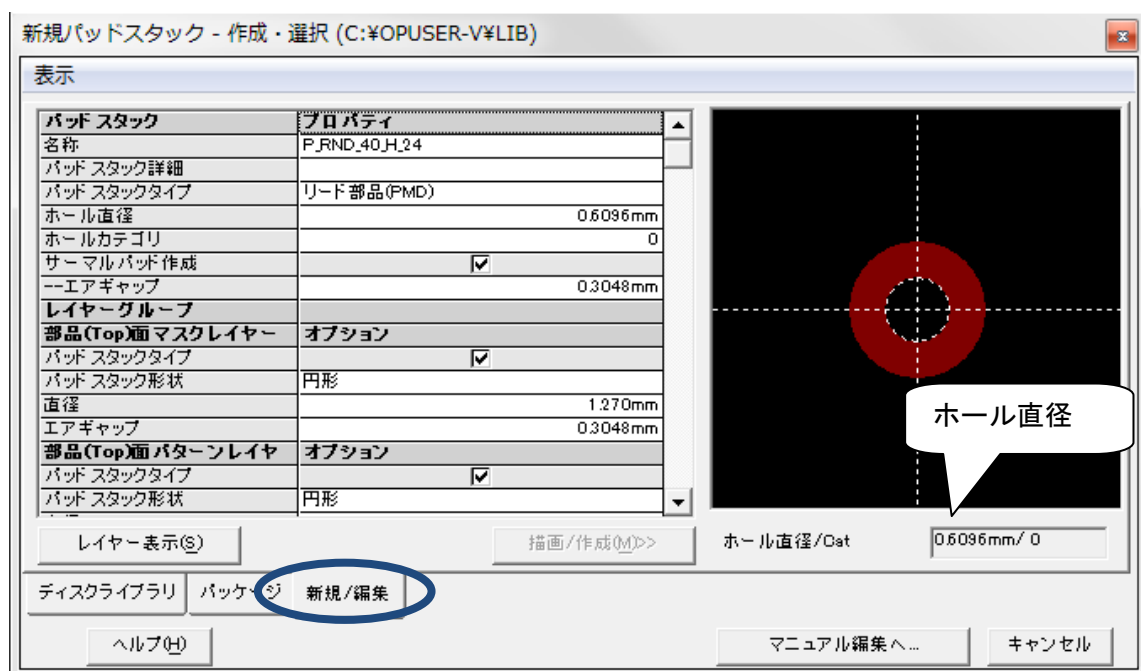 新規パッドスタック - 作成・選択 (C:¥OPUSER-V¥LIB)
表示
パッド スタック プロパティ
名称 P_RND_40_H_24
パッド スタック詳細
パッド スタックタイプ リード部品(PMD)
ホール直径 0.6096mm
ホールカテゴリ 0
サーマルパッド作成
--エアギャップ 0.3048mm
レイヤーグループ
部品(Top)面マスクレイヤー オプション
パッド スタックタイプ
パッド スタック形状 円形
直径 1.270mm
エアギャップ 0.3048mm
部品(Top)面パターンレイヤ オプション
パッド スタックタイプ
パッド スタック形状 円形
ホール直径
レイヤー表示(S) 描画/作成(M)>> ホール直径/Cat 0.6096mm/ 0
ディスクライブラリ パッケージ 新規/編集
ヘルプ(H) マニュアル編集へ... キャンセル